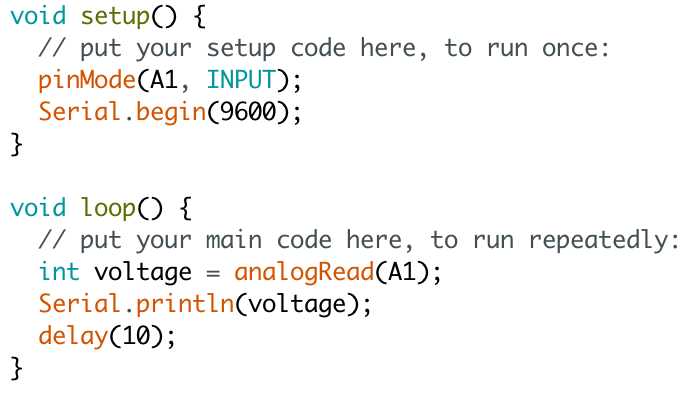 void setup() {
  // put your setup code here, to run once:
  pinMode(A1, INPUT);
  Serial.begin(9600);
}

void loop() {
  // put your main code here, to run repeatedly:
  int voltage = analogRead(A1);
  Serial.println(voltage);
  delay(10);
}